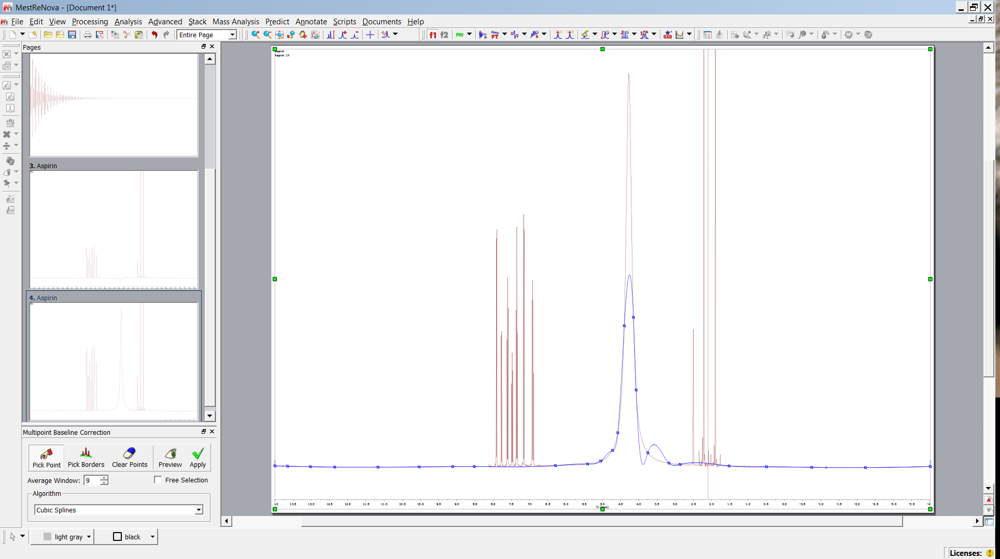 MestReNova - [Document 1*]
File Edit View Processing Analysis Advanced Stack Mass Analysis Predict Annotate Scripts Documents Help
Entire Page
f1 f2 FID FT GSD
Pages
3. Aspirin
4. Aspirin
Aspirin
Aspirin 1h
13.5 13.0 12.5 12.0 11.5 11.0 10.5 10.0 9.5 9.0 8.5 8.0 7.5 7.0 6.5 6.0 5.5 5.0 4.5 4.0 3.5 3.0 2.5 2.0 1.5 1.0 0.5 0.0 -0.5 -1.0 -1.5 -2.0 -2.5 -3.0 -3.5
Multipoint Baseline Correction
Pick Point Pick Borders Clear Points Preview Apply
Average Window: 9 Free Selection
Algorithm
Cubic Splines
light gray black
Licenses: